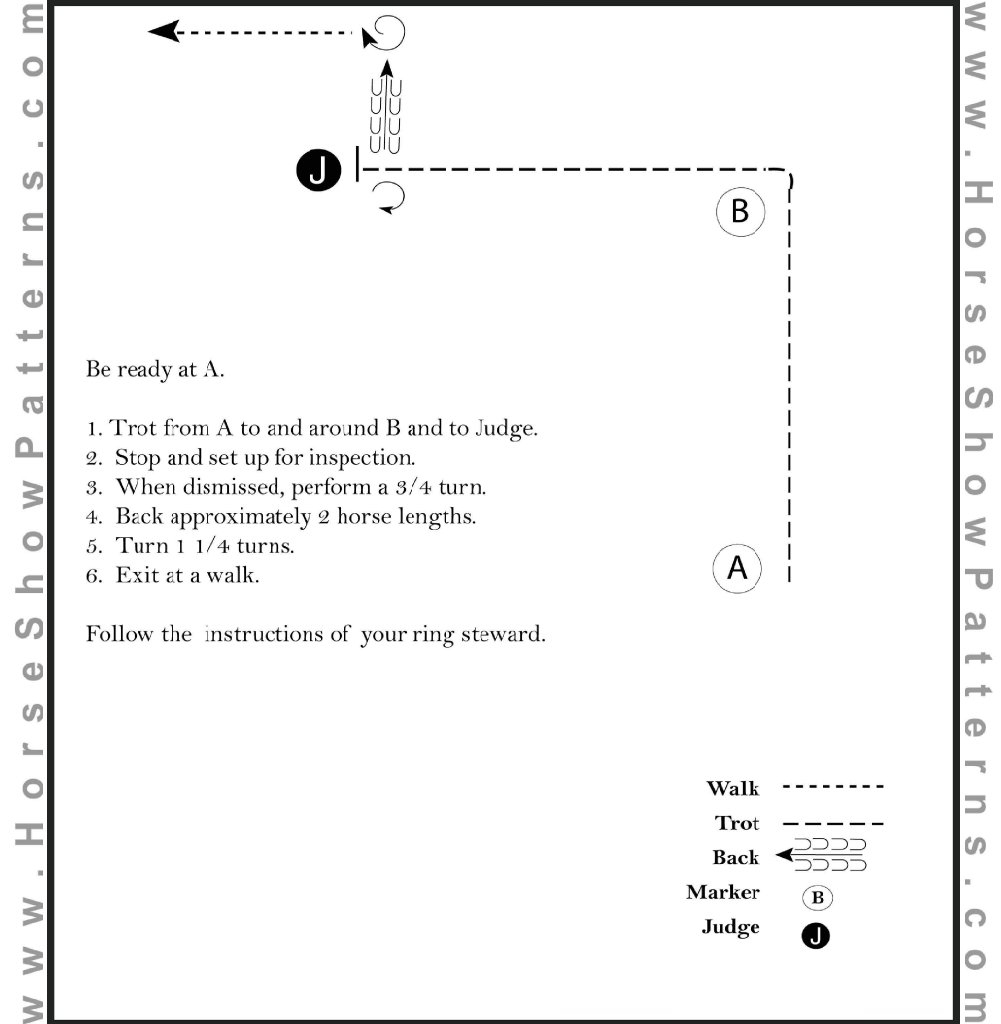 www.HorseShowPatterns.com
J
B
Be ready at A.
1. Trot from A to and around B and to Judge.
2. Stop and set up for inspection.
3. When dismissed, perform a 3/4 turn.
4. Back approximately 2 horse lengths.
5. Turn 1 1/4 turns.
6. Exit at a walk.
A
Follow the instructions of your ring steward.
Walk
Trot
Back
Marker B
Judge J
www.HorseShowPatterns.com